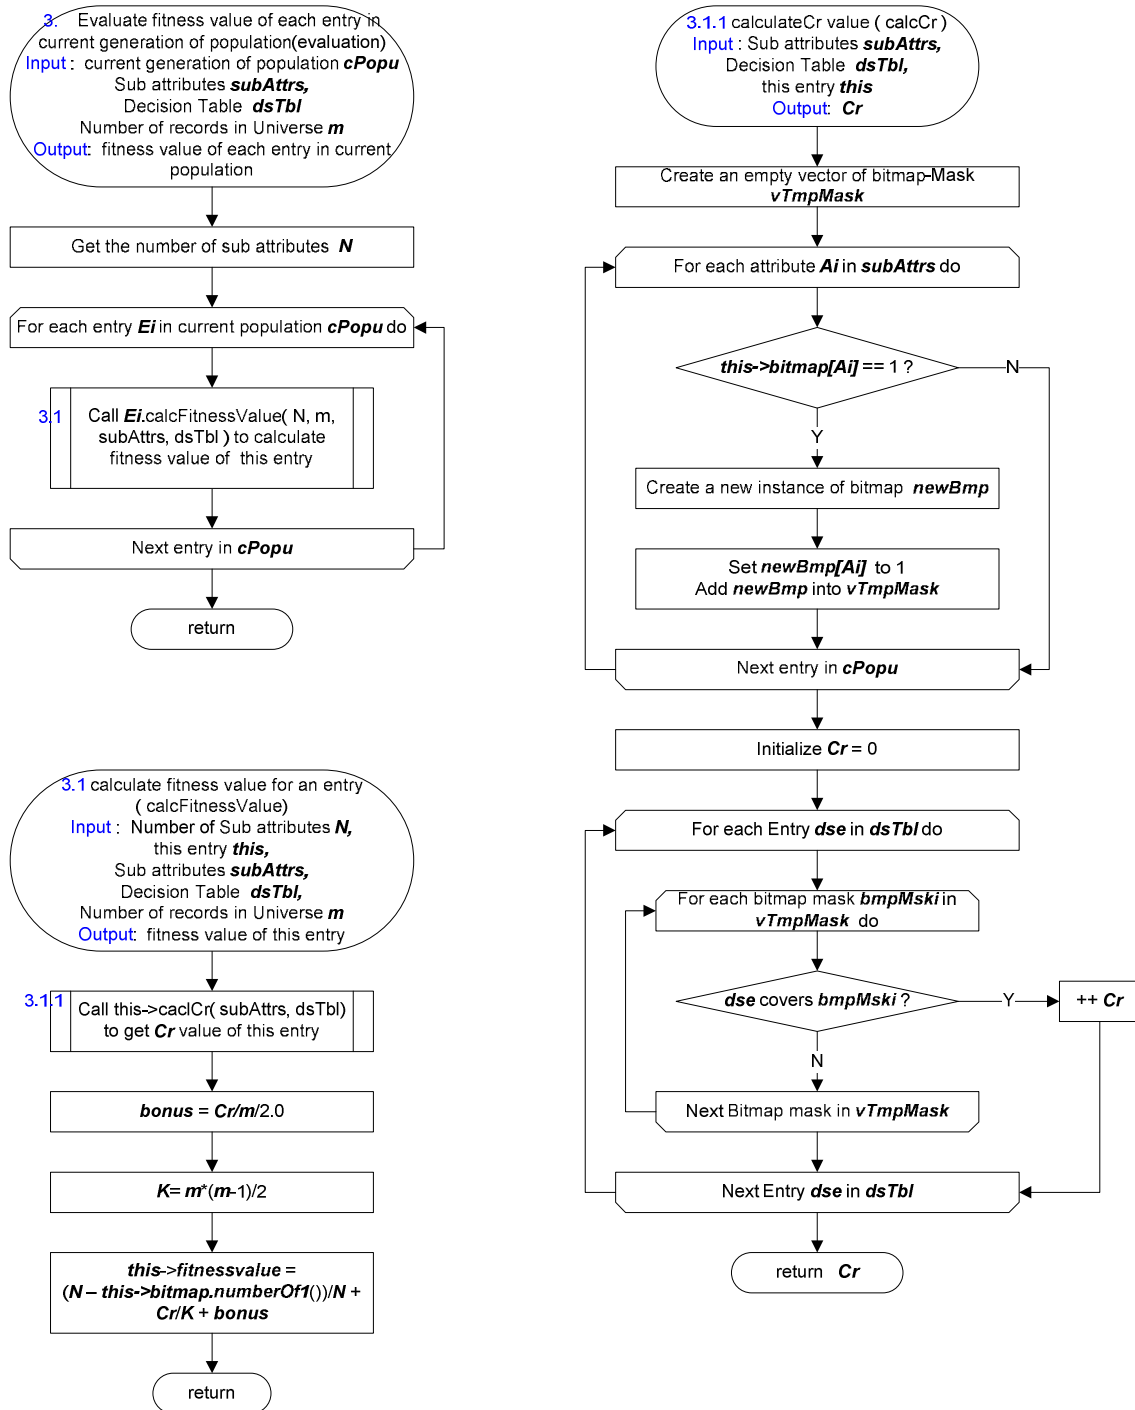 3. Evaluate fitness value of each entry in
current generation of population(evaluation)
Input : current generation of population cPopu
Sub attributes subAttrs,
Decision Table dsTbl
Number of records in Universe m
Output: fitness value of each entry in current
population
Get the number of sub attributes N
For each entry Ei in current population cPopu do
3.1
Call Ei.calcFitnessValue( N, m,
subAttrs, dsTbl ) to calculate
fitness value of this entry
Next entry in cPopu
return
3.1 calculate fitness value for an entry
( calcFitnessValue)
Input : Number of Sub attributes N,
this entry this,
Sub attributes subAttrs,
Decision Table dsTbl,
Number of records in Universe m
Output: fitness value of this entry
3.1.1
Call this->caclCr( subAttrs, dsTbl)
to get Cr value of this entry
bonus = Cr/m/2.0
K= m*(m-1)/2
this->fitnessvalue =
(N – this->bitmap.numberOf1())/N +
Cr/K + bonus
return
3.1.1 calculateCr value ( calcCr )
Input : Sub attributes subAttrs,
Decision Table dsTbl,
this entry this
Output: Cr
Create an empty vector of bitmap-Mask
vTmpMask
For each attribute Ai in subAttrs do
this->bitmap[Ai] == 1 ?
N
Y
Create a new instance of bitmap newBmp
Set newBmp[Ai] to 1
Add newBmp into vTmpMask
Next entry in cPopu
Initialize Cr = 0
For each Entry dse in dsTbl do
For each bitmap mask bmpMski in
vTmpMask do
dse covers bmpMski ?
Y
++ Cr
N
Next Bitmap mask in vTmpMask
Next Entry dse in dsTbl
return Cr